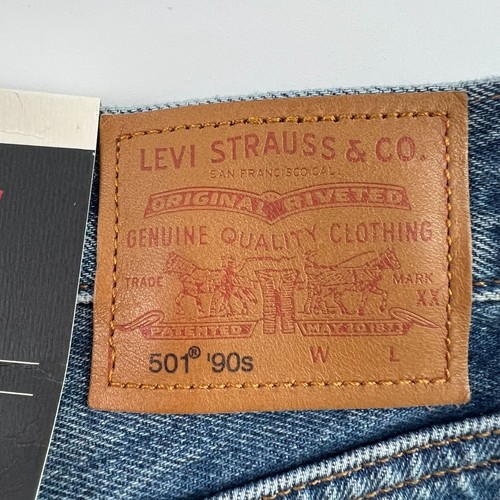 LEVI STRAUSS & CO.
SAN FRANCISCO CAL
ORIGINAL RIVETED
GENUINE QUALITY CLOTHING
TRADE MARK
XX
PATENTED MAY 20 1873
501® '90s W L